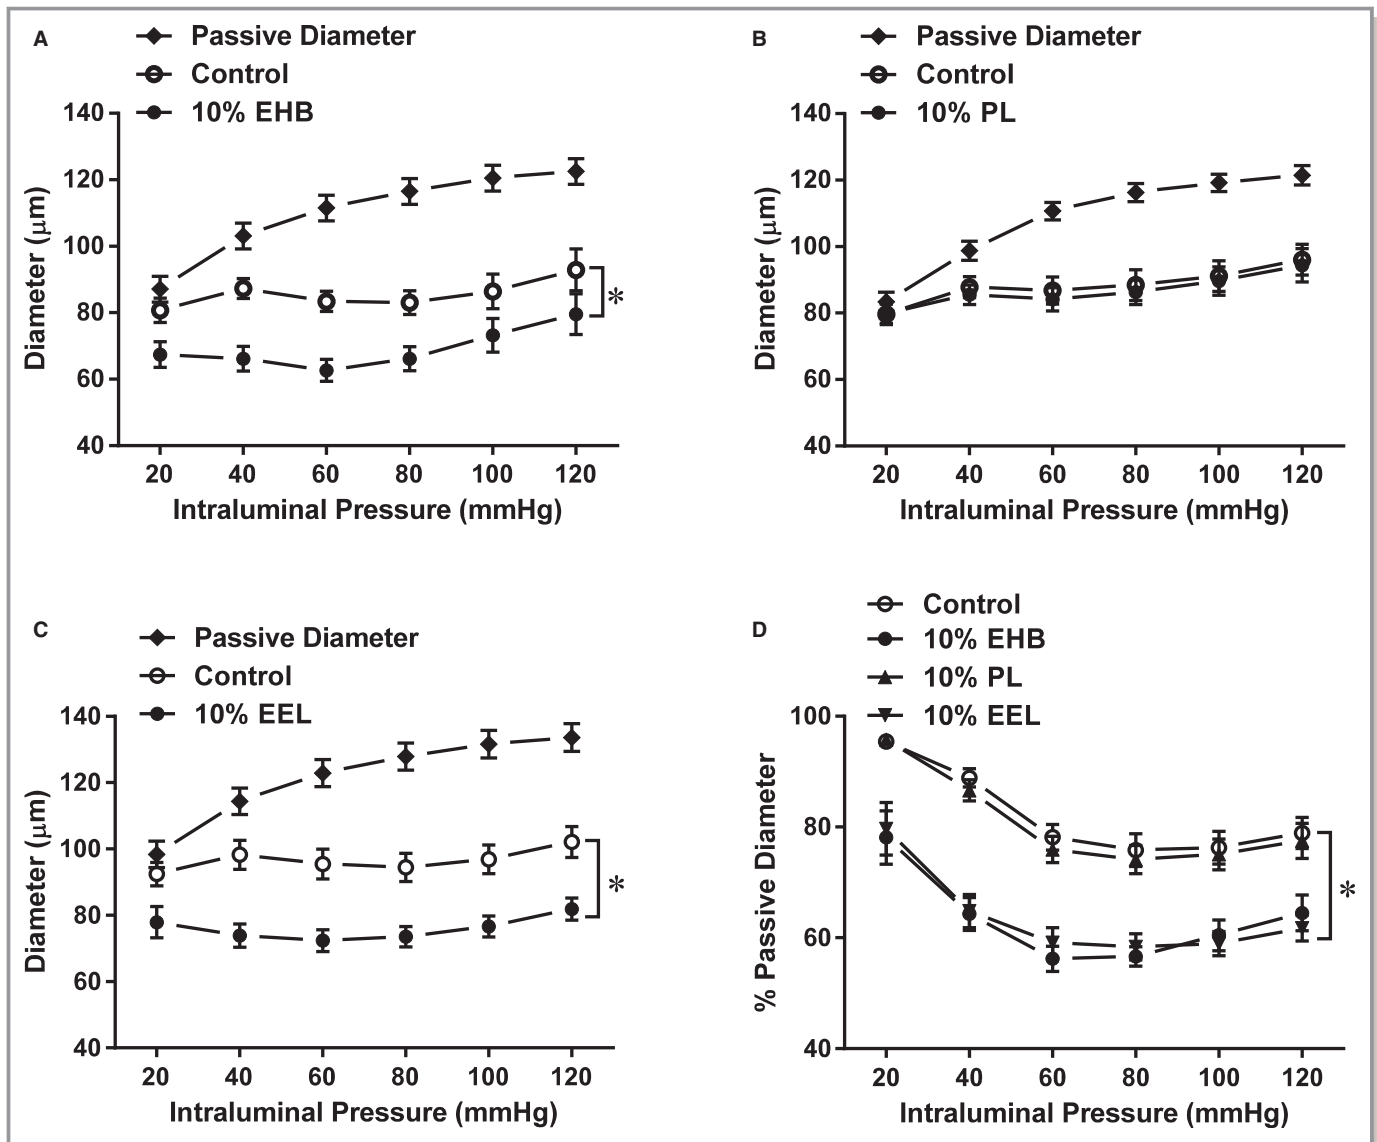 A
Passive Diameter
Control
10% EHB
140
120
100
80
60
40
Diameter (μm)
20 40 60 80 100 120
Intraluminal Pressure (mmHg)
*
B
Passive Diameter
Control
10% PL
140
120
100
80
60
40
Diameter (μm)
20 40 60 80 100 120
Intraluminal Pressure (mmHg)
C
Passive Diameter
Control
10% EEL
140
120
100
80
60
40
Diameter (μm)
20 40 60 80 100 120
Intraluminal Pressure (mmHg)
*
D
Control
10% EHB
10% PL
10% EEL
100
80
60
40
% Passive Diameter
20 40 60 80 100 120
Intraluminal Pressure (mmHg)
*